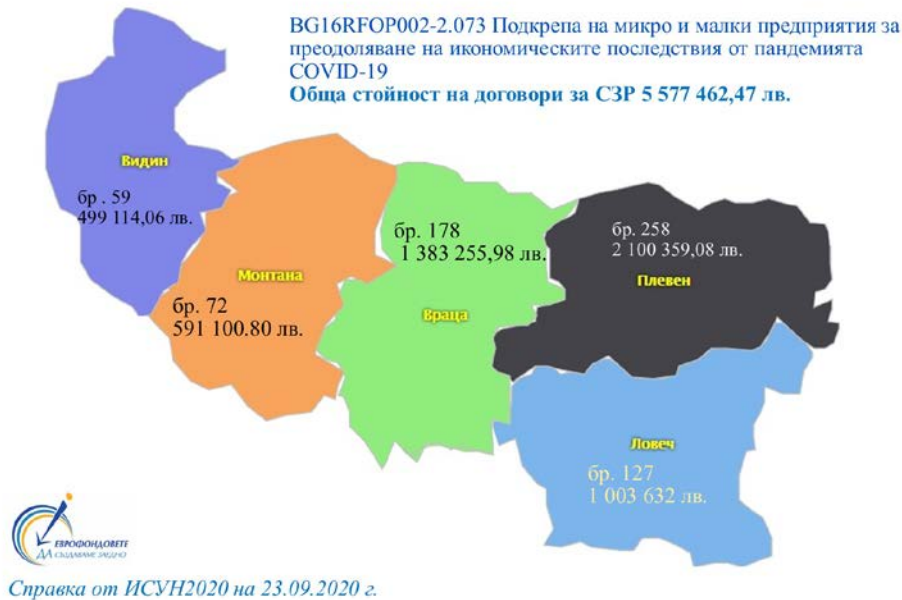 BG16RFOP002-2.073 Подкрепа на микро и малки предприятия за
преодоляване на икономическите последствия от пандемията
COVID-19
Обща стойност на договори за СЗР 5 577 462,47 лв.
Видин
бр . 59
499 114,06 лв.
Монтана
бр. 72
591 100.80 лв.
бр. 178
1 383 255,98 лв.
Враца
бр. 258
2 100 359,08 лв.
Плевен
Ловеч
бр. 127
1 003 632 лв.
ЕВРОФОНДОВЕТЕ
ДА СЪЗДАВАМЕ ЗАЕДНО
Справка от ИСУН2020 на 23.09.2020 г.